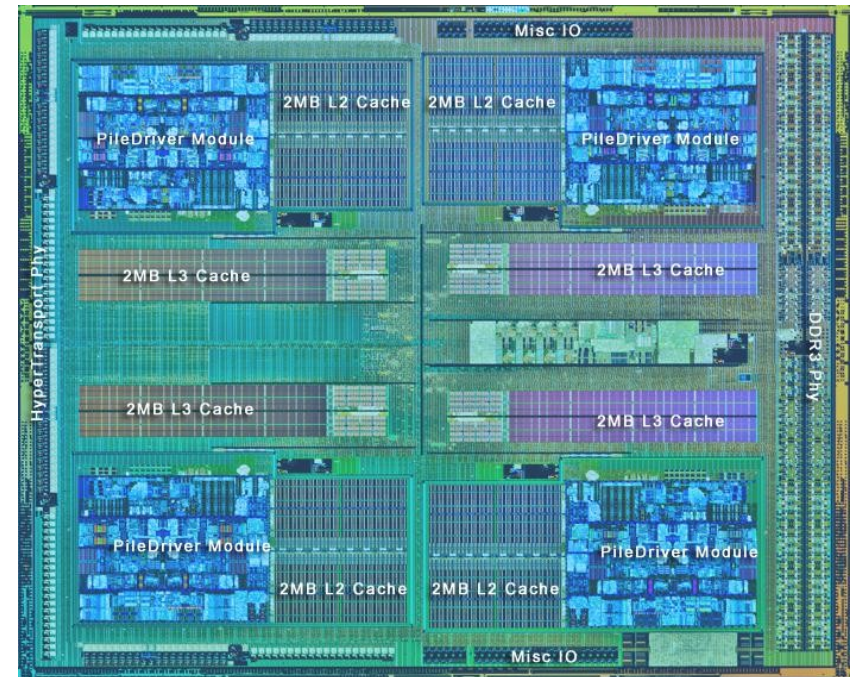 Misc IO
2MB L2 Cache
2MB L2 Cache
PileDriver Module
PileDriver Module
2MB L3 Cache
2MB L3 Cache
HyperTransport Phy
DDR3 Phy
2MB L3 Cache
2MB L3 Cache
PileDriver Module
PileDriver Module
2MB L2 Cache
2MB L2 Cache
Misc IO